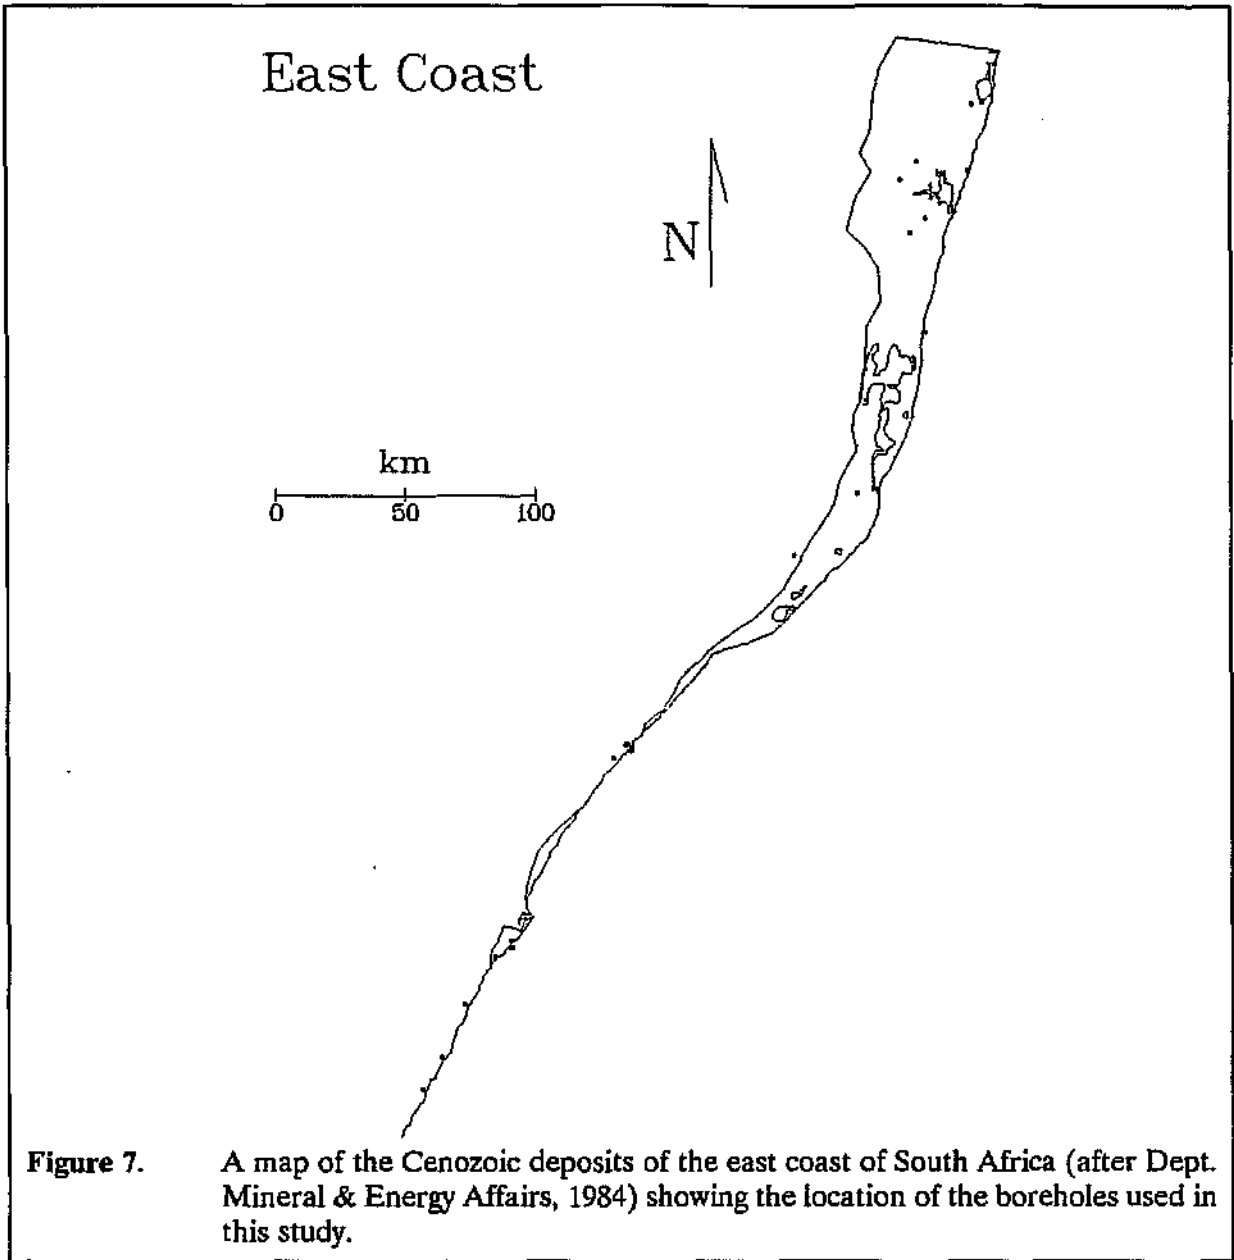 East Coast
N
km
0 50 100
Figure 7. A map of the Cenozoic deposits of the east coast of South Africa (after Dept.
Mineral & Energy Affairs, 1984) showing the location of the boreholes used in
this study.